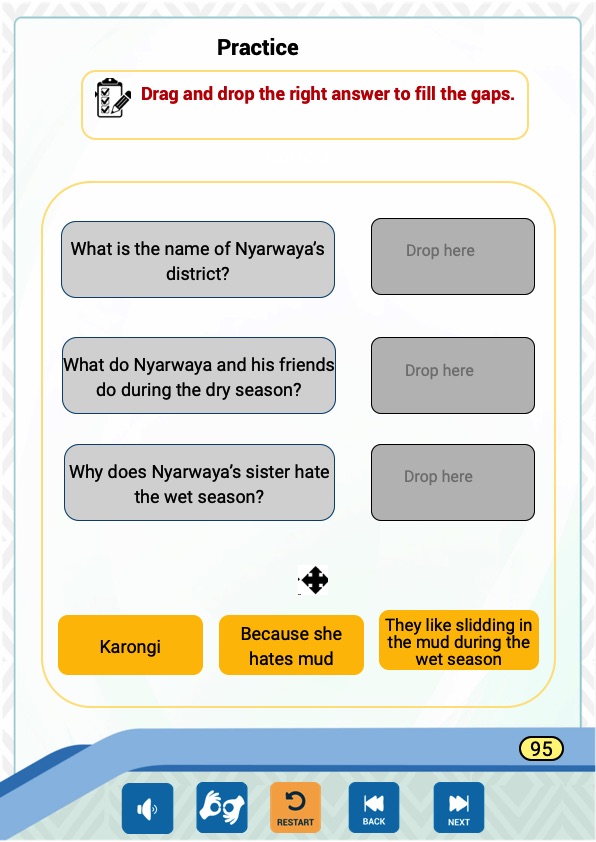 Practice
Drag and drop the right answer to fill the gaps.
What is the name of Nyarwaya's
district?
Drop here
What do Nyarwaya and his friends
do during the dry season?
Drop here
Why does Nyarwaya's sister hate
the wet season?
Drop here
Karongi
Because she
hates mud
They like slidding in
the mud during the
wet season
95
RESTART
BACK
NEXT